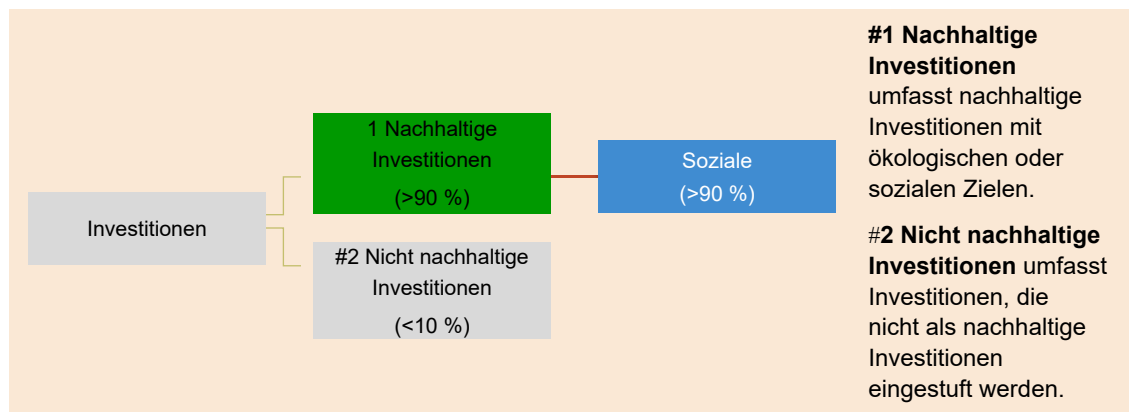 Investitionen
1 Nachhaltige
Investitionen
(>90 %)
#2 Nicht nachhaltige
Investitionen
(<10 %)
Soziale
(>90 %)
#1 Nachhaltige
Investitionen
umfasst nachhaltige
Investitionen mit
ökologischen oder
sozialen Zielen.
#2 Nicht nachhaltige
Investitionen umfasst
Investitionen, die
nicht als nachhaltige
Investitionen
eingestuft werden.